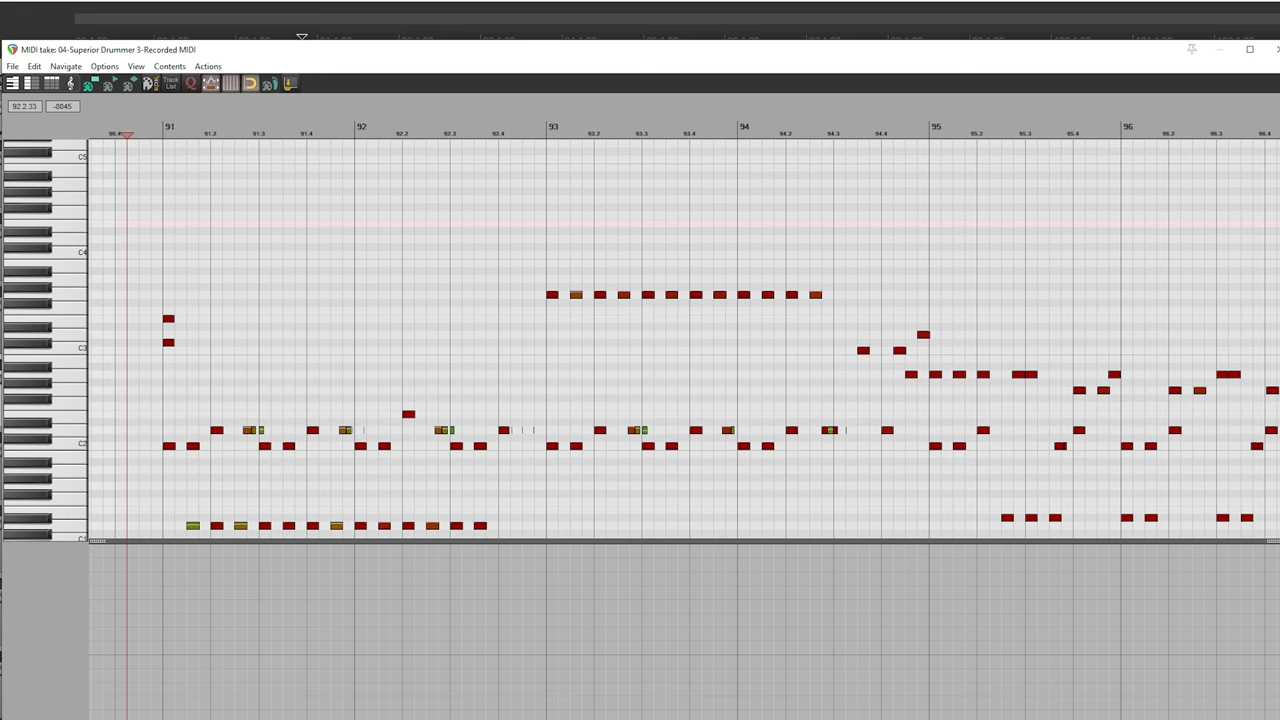 MIDI take: 04-Superior Drummer 3-Recorded MIDI
File Edit Navigate Options View Contents Actions
Track List Q
92.2.33 -8045
91 92 93 94 95 96
90.4 91.2 91.3 91.4 92.2 92.3 92.4 93.2 93.3 93.4 94.2 94.3 94.4 95.2 95.3 95.4 96.2 96.3 96.4
C5
C4
C3
C2
C1